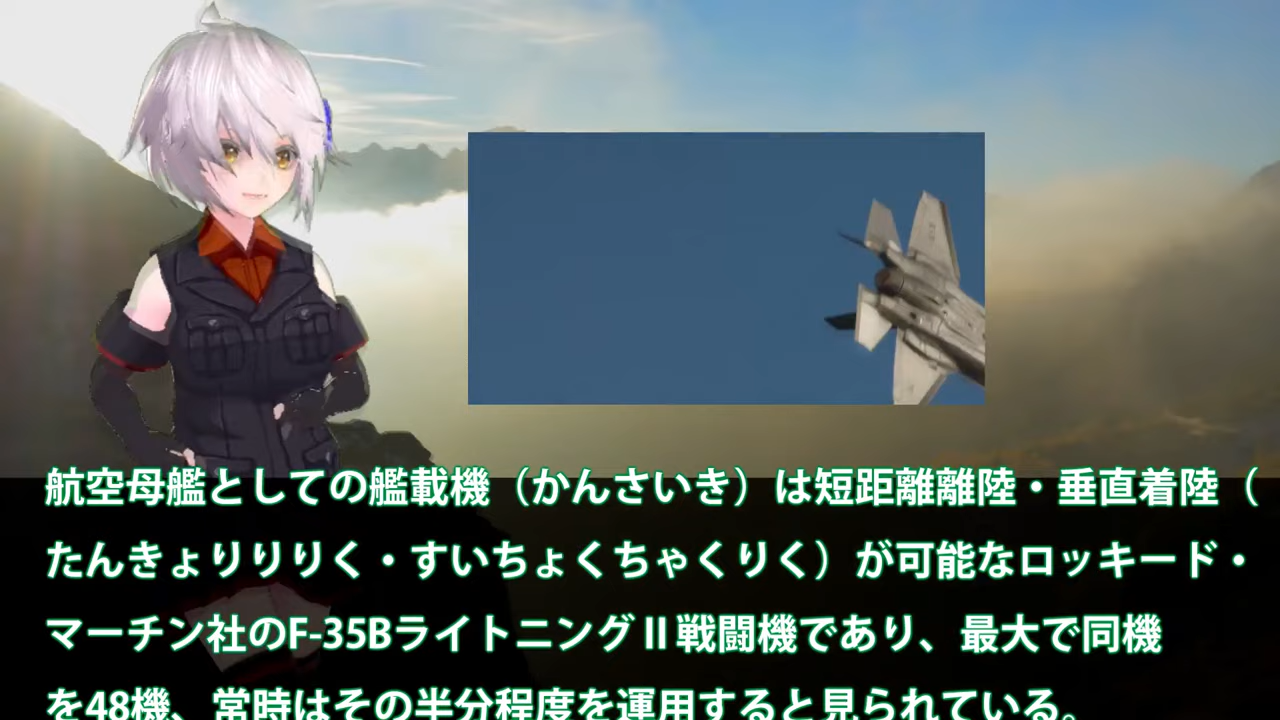 航空母艦としての艦載機（かんさいき）は短距離離陸・垂直着陸（
たんきょりりりく・すいちょくちゃくりく）が可能なロッキード・
マーチン社のF-35BライトニングⅡ戦闘機であり、最大で同機
を48機、常時はその半分程度を運用すると見られている。